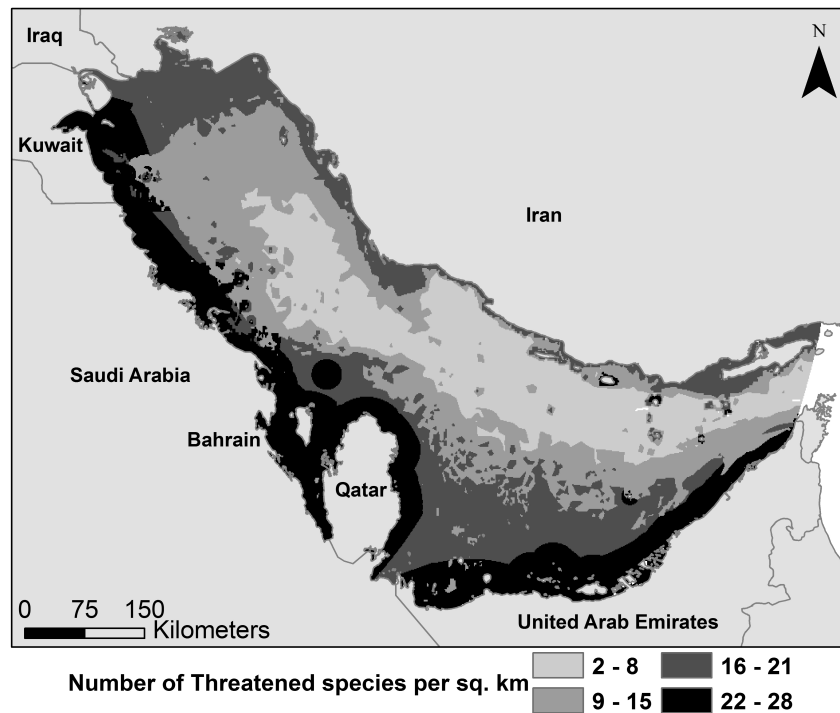 N
Iraq
Kuwait
Iran
Saudi Arabia
Bahrain
Qatar
United Arab Emirates
0 75 150
Kilometers
Number of Threatened species per sq. km
2 - 8 16 - 21
9 - 15 22 - 28